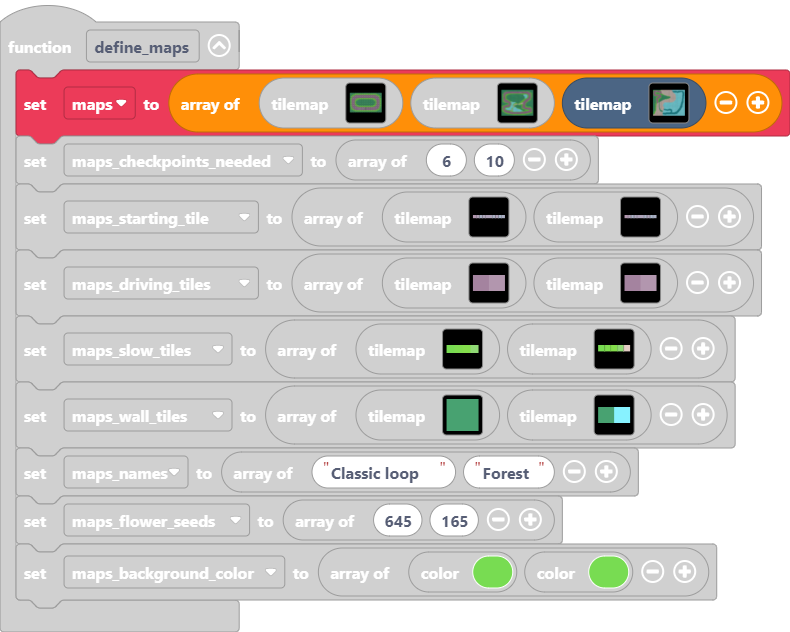 function define_maps
set maps to array of tilemap tilemap tilemap
set maps_checkpoints_needed to array of 6 10
set maps_starting_tile to array of tilemap tilemap
set maps_driving_tiles to array of tilemap tilemap
set maps_slow_tiles to array of tilemap tilemap
set maps_wall_tiles to array of tilemap tilemap
set maps_names to array of "Classic loop" "Forest"
set maps_flower_seeds to array of 645 165
set maps_background_color to array of color color